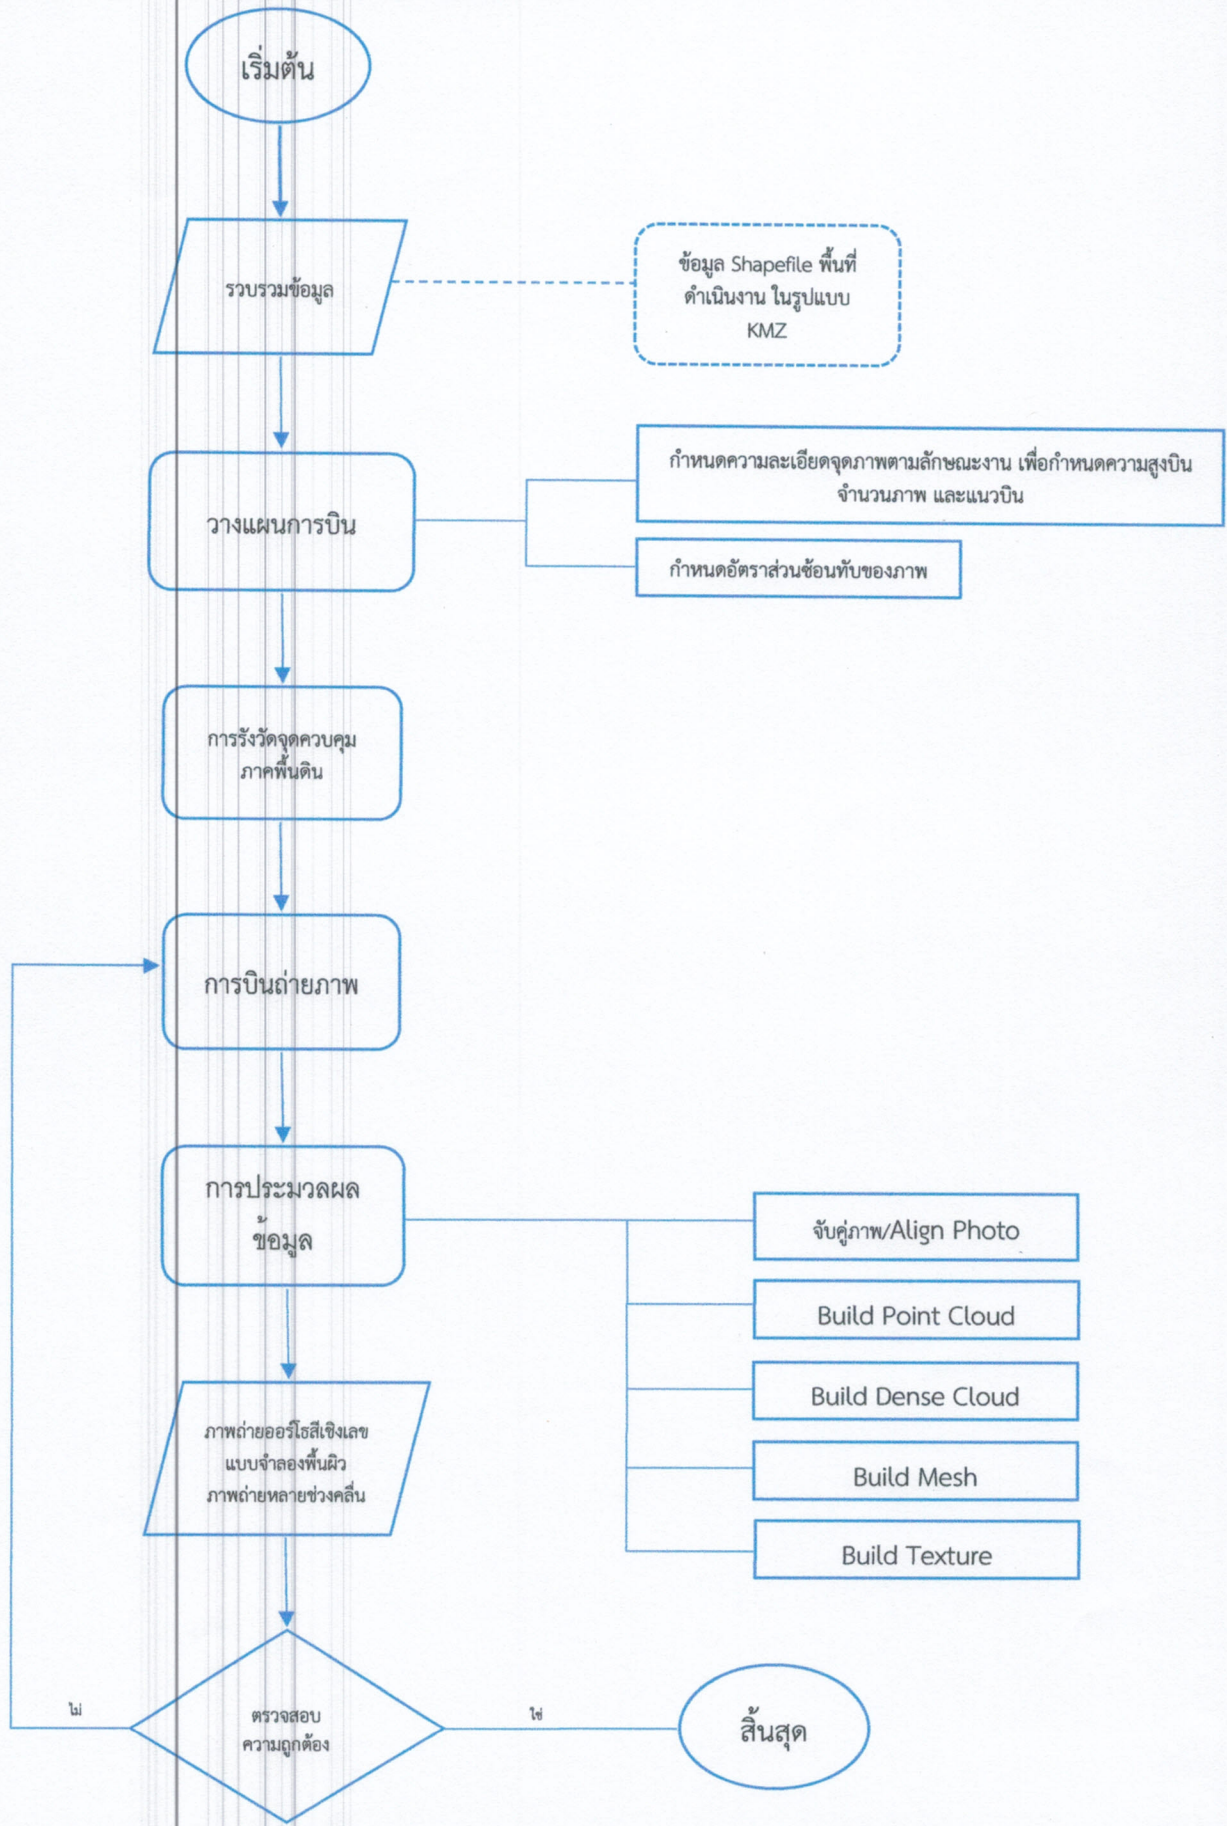 เริ่มต้น
รวบรวมข้อมูล
ข้อมูล Shapefile พื้นที่
ดำเนินงาน ในรูปแบบ
KMZ
วางแผนการบิน
กำหนดความละเอียดจุดภาพตามลักษณะงาน เพื่อกำหนดความสูงบิน
จำนวนภาพ และแนวบิน
กำหนดอัตราส่วนซ้อนทับของภาพ
การรังวัดจุดควบคุม
ภาคพื้นดิน
การบินถ่ายภาพ
การประมวลผล
ข้อมูล
จับคู่ภาพ/Align Photo
Build Point Cloud
Build Dense Cloud
Build Mesh
Build Texture
ภาพถ่ายออร์โธสีเชิงเลข
แบบจำลองพื้นผิว
ภาพถ่ายหลายช่วงคลื่น
ไม่
ตรวจสอบ
ความถูกต้อง
ใช่
สิ้นสุด